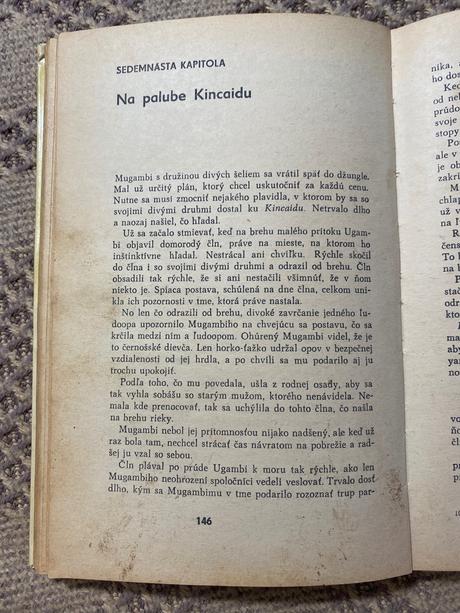 SEDEMNÁSTA KAPITOLA
Na palube Kincaidu
Mugambi s družinou divých šeliem sa vrátil späť do džungle.
Mal už určitý plán, ktorý chcel uskutočniť za každú cenu.
Nutne sa musí zmocniť nejakého plavidla, v ktorom by sa so
svojimi divými druhmi dostal ku Kincaidu. Netrvalo dlho
a naozaj našiel, čo hľadal.
Už sa začalo stmievať, keď na brehu malého prítoku Ugam-
bi objavil domorodý čln, práve na mieste, na ktorom ho
inštinktívne hľadal. Nestrácal ani chvíľku. Rýchle skočil
do člna i so svojimi divými druhmi a odrazil od brehu. Čln
obsadili tak rýchle, že si ani nestačili všimnúť, že v ňom
niekto je. Spiaca postava, schúlená na dne člna, celkom unik-
la ich pozornosti v tme, ktorá práve nastala.
No len čo odrazili od brehu, divoké zavrčanie jedného ľu-
doopa upozornilo Mugambiho na chvejúcu sa postavu, čo sa
krčila medzi ním a ľudoopom. Ohúrený Mugambi videl, že je
to černošské dievča. Len horko-ťažko udržal opov v bezpečnej
vzdialenosti od jej hrdla, a po chvíli sa mu podarilo aj ju
trochu upokojiť.
Podľa toho, čo mu povedala, ušla z rodnej osady, aby sa
tak vyhla sobášu so starým mužom, ktorého nenávidela. Ne-
mala kde prenocovať, tak sa uchýlila do tohto člna, čo našla
na brehu rieky.
Mugambi nebol jej prítomnosťou nijako nadšený, ale keď už
raz bola tam, nechcel strácať čas návratom na pobrežie a rad-
šej ju vzal so sebou.
Čln plával po prúde Ugambi k moru tak rýchle, ako len
Mugambiho neohrození spoločníci vedeli veslovať. Trvalo dosť
dlho, kým sa Mugambimu v tme podarilo rozoznať trup par-
146